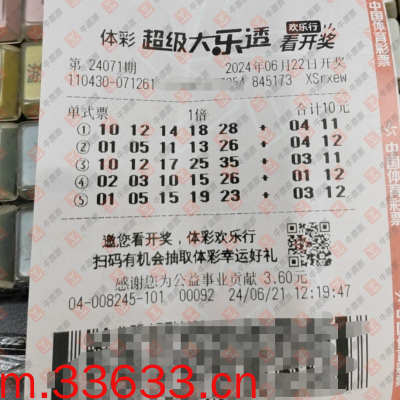 体彩 超级大乐透 欢乐行 看开奖
第 24071期 2024年06月22日开奖
110430-071261 845173 XSrxew
单式票 1倍 合计10元
① 10 12 14 18 28 + 04 11
② 01 05 11 13 26 + 04 12
③ 10 12 17 25 35 + 03 11
④ 02 03 10 15 26 + 01 12
⑤ 01 05 15 19 23 + 03 12
邀您看开奖，体彩欢乐行
扫码有机会抽取体彩幸运好礼
感谢您为公益事业贡献 3.60元
04-008245-101 00092 24/06/21 12:19:47
中国体育彩票
中国体育彩票
m.33633.cn